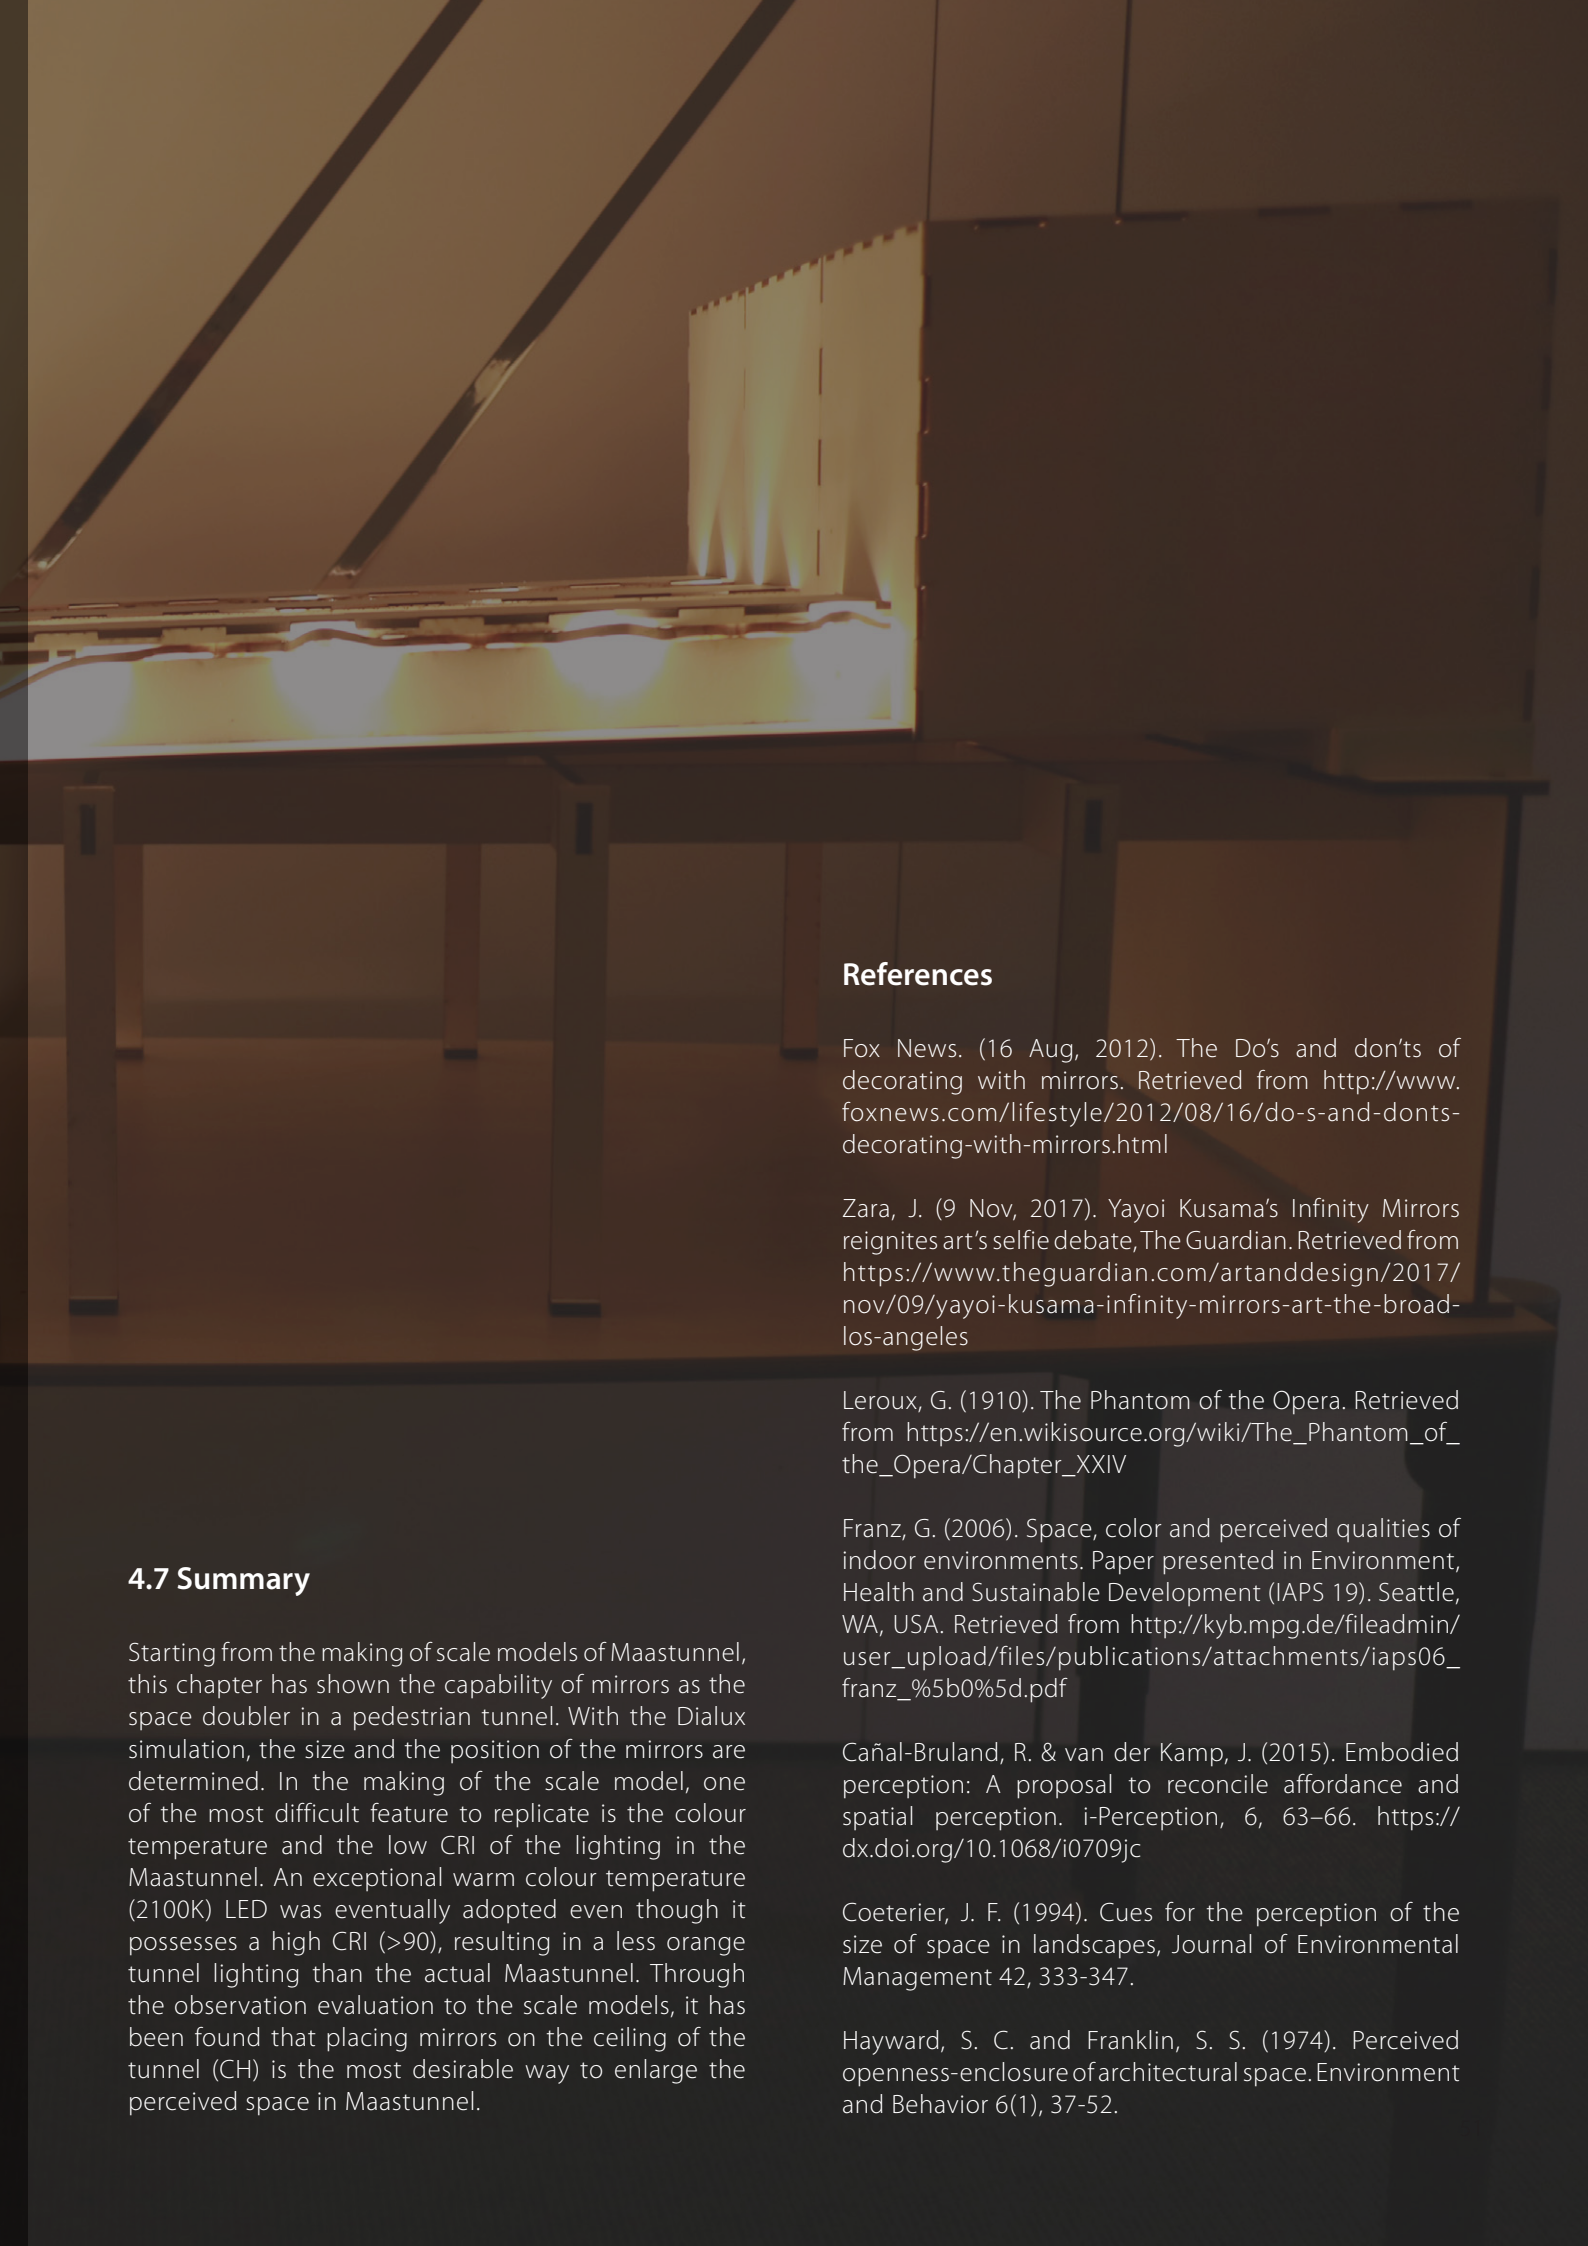 4.7 Summary
Starting from the making of scale models of Maastunnel,
this chapter has shown the capability of mirrors as the
space doubler in a pedestrian tunnel. With the Dialux
simulation, the size and the position of the mirrors are
determined. In the making of the scale model, one
of the most difficult feature to replicate is the colour
temperature and the low CRI of the lighting in the
Maastunnel. An exceptional warm colour temperature
(2100K) LED was eventually adopted even though it
possesses a high CRI (>90), resulting in a less orange
tunnel lighting than the actual Maastunnel. Through
the observation evaluation to the scale models, it has
been found that placing mirrors on the ceiling of the
tunnel (CH) is the most desirable way to enlarge the
perceived space in Maastunnel.
References
Fox News. (16 Aug, 2012). The Do's and don'ts of
decorating with mirrors. Retrieved from http://www.
foxnews.com/lifestyle/2012/08/16/do-s-and-donts-
decorating-with-mirrors.html
Zara, J. (9 Nov, 2017). Yayoi Kusama's Infinity Mirrors
reignites art's selfie debate, The Guardian. Retrieved from
https://www.theguardian.com/artanddesign/2017/
nov/09/yayoi-kusama-infinity-mirrors-art-the-broad-
los-angeles
Leroux, G. (1910). The Phantom of the Opera. Retrieved
from https://en.wikisource.org/wiki/The_Phantom_of_
the_Opera/Chapter_XXIV
Franz, G. (2006). Space, color and perceived qualities of
indoor environments. Paper presented in Environment,
Health and Sustainable Development (IAPS 19). Seattle,
WA, USA. Retrieved from http://kyb.mpg.de/fileadmin/
user_upload/files/publications/attachments/iaps06_
franz_%5b0%5d.pdf
Cañal-Bruland, R. & van der Kamp, J. (2015). Embodied
perception: A proposal to reconcile affordance and
spatial perception. i-Perception, 6, 63–66. https://
dx.doi.org/10.1068/i0709jc
Coeterier, J. F. (1994). Cues for the perception of the
size of space in landscapes, Journal of Environmental
Management 42, 333-347.
Hayward, S. C. and Franklin, S. S. (1974). Perceived
openness-enclosure of architectural space. Environment
and Behavior 6(1), 37-52.